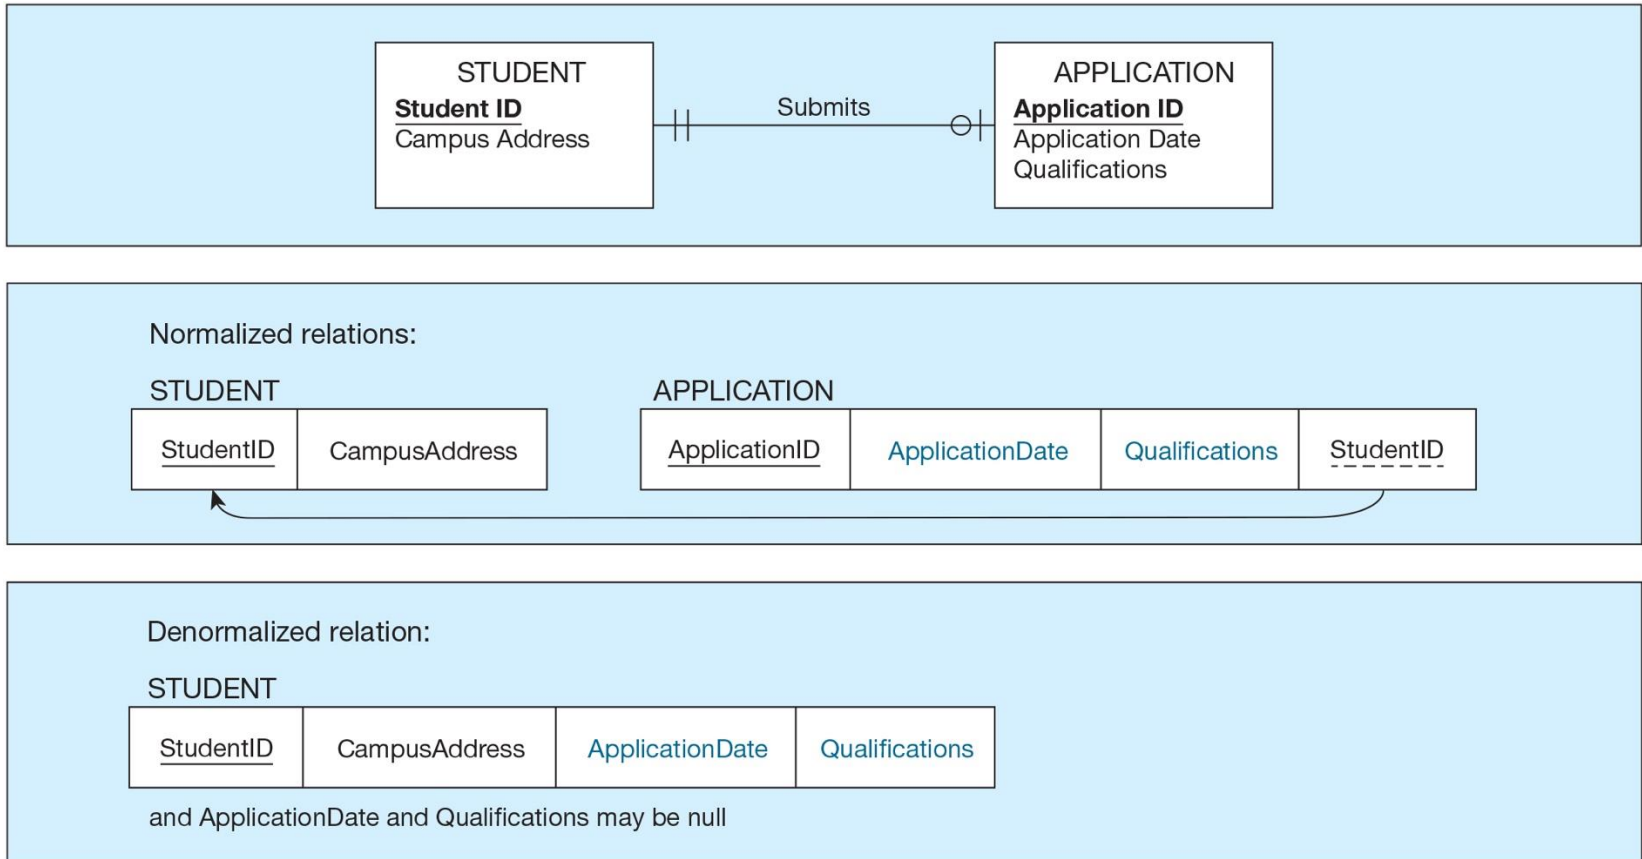 STUDENT
Student ID
Campus Address
Submits
APPLICATION
Application ID
Application Date
Qualifications
Normalized relations:
STUDENT
StudentID CampusAddress
APPLICATION
ApplicationID ApplicationDate Qualifications StudentID
Denormalized relation:
STUDENT
StudentID CampusAddress ApplicationDate Qualifications
and ApplicationDate and Qualifications may be null